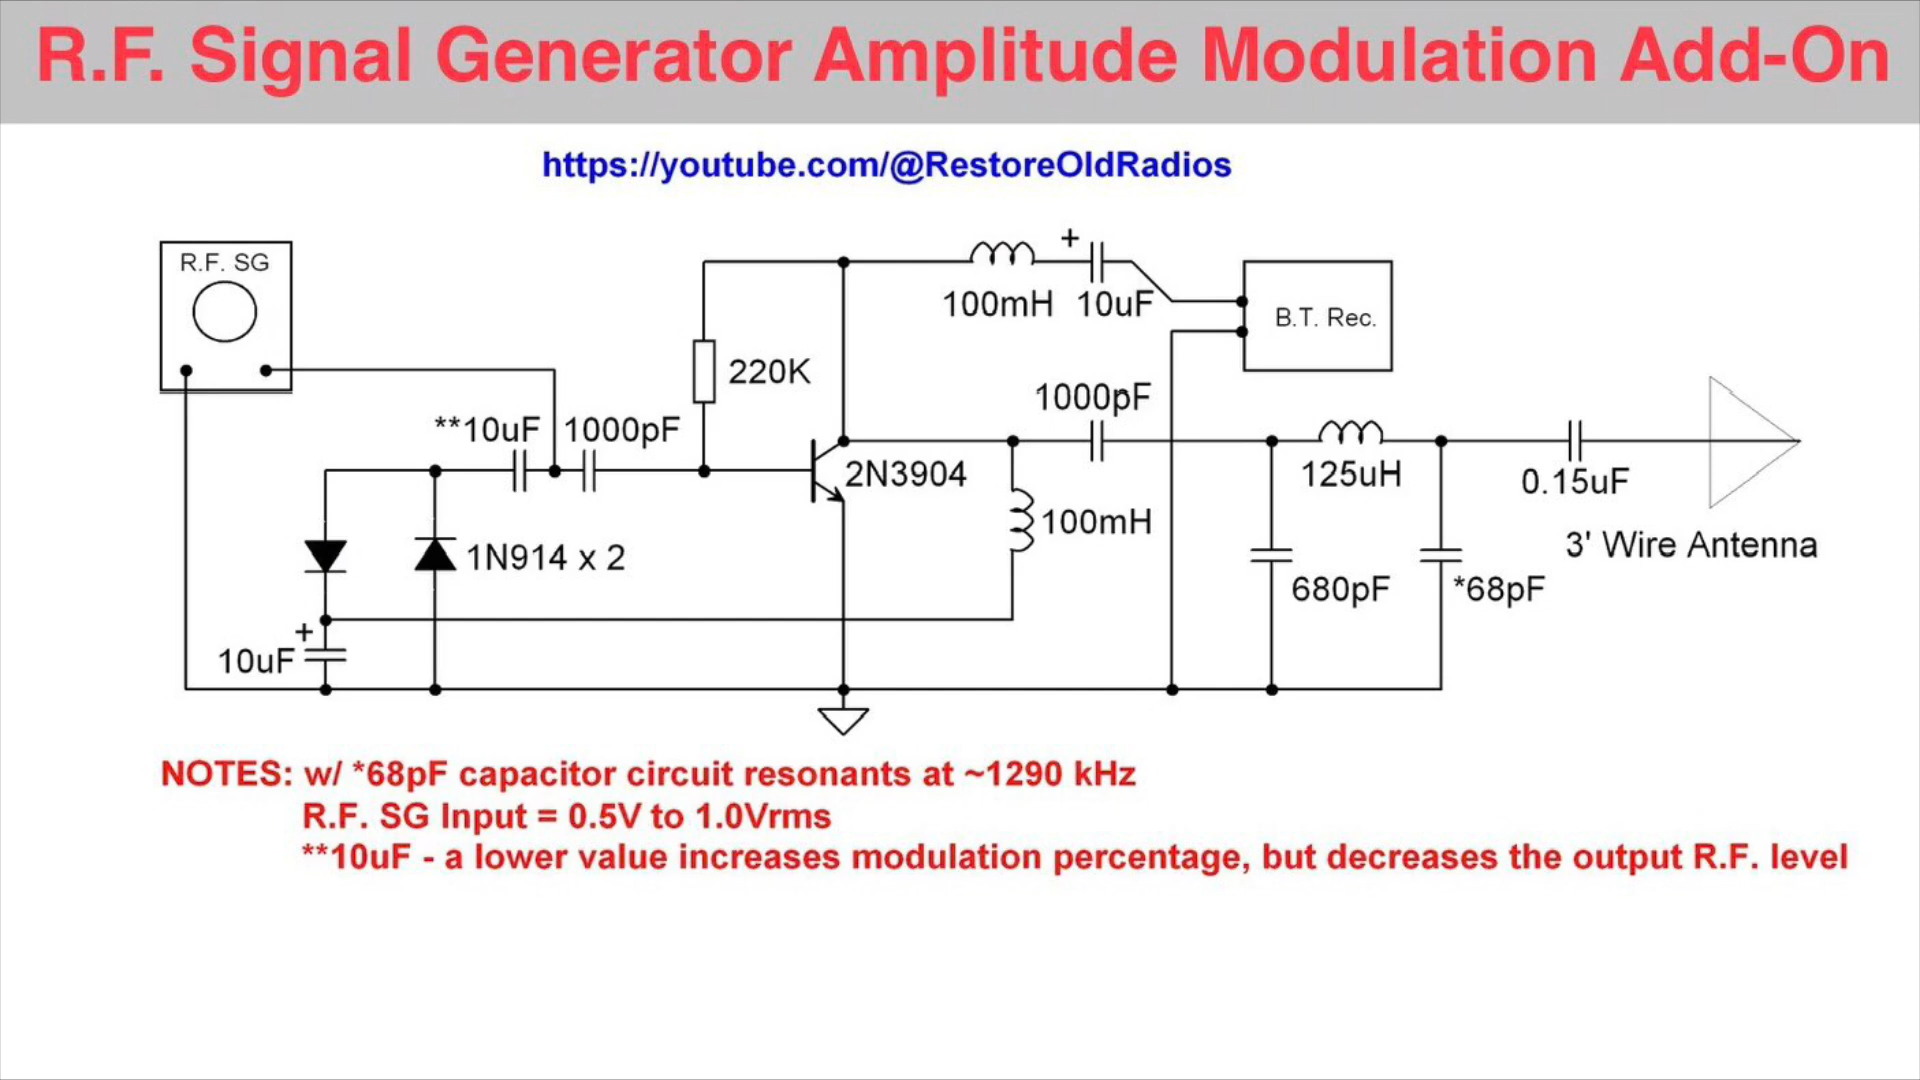 R.F. Signal Generator Amplitude Modulation Add-On
https://youtube.com/@RestoreOldRadios
R.F. SG
+
100mH 10uF
B.T. Rec.
220K
1000pF
**10uF 1000pF
2N3904
125uH
0.15uF
100mH
3' Wire Antenna
1N914 x 2
680pF
*68pF
+
10uF
NOTES: w/ *68pF capacitor circuit resonants at ~1290 kHz
R.F. SG Input = 0.5V to 1.0Vrms
**10uF - a lower value increases modulation percentage, but decreases the output R.F. level